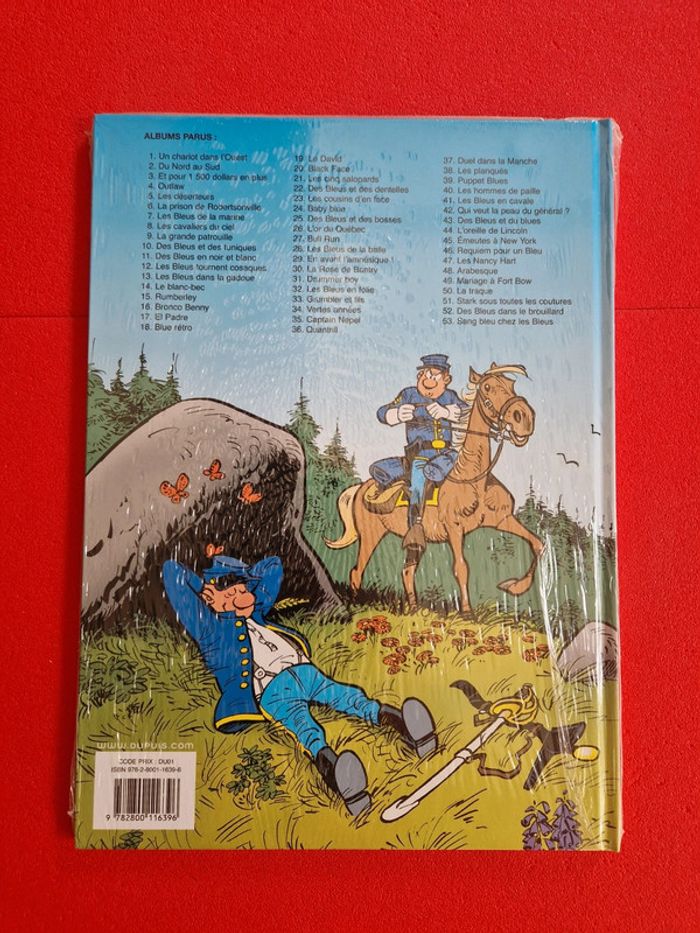 ALBUMS PARUS :
1. Un chariot dans l'Ouest
2. Du Nord au Sud
3. Et pour 1 500 dollars en plus
4. Outlaw
5. Les déserteurs
6. La prison de Robertsonville
7. Les Bleus de la marine
8. Les cavaliers du ciel
9. La grande patrouille
10. Des Bleus et des tuniques
11. Des Bleus en noir et blanc
12. Les Bleus tournent cosaques
13. Les Bleus dans la gadoue
14. Le blanc-bec
15. Rumberley
16. Bronco Benny
17. El Padre
18. Blue rétro
19. Le David
20. Black Face
21. Les cinq salopards
22. Des Bleus et des dentelles
23. Les cousins d'en face
24. Baby blue
25. Des Bleus et des bosses
26. L'or du Québec
27. Bull Run
28. Les Bleus de la balle
29. En avant l'amnésique !
30. La Rose de Bantry
31. Drummer boy
32. Les Bleus en folie
33. Grumbler et fils
34. Vertes années
35. Captain Nepel
36. Quantrill
37. Duel dans la Manche
38. Les planqués
39. Puppet Blues
40. Les hommes de paille
41. Les Bleus en cavale
42. Qui veut la peau du général ?
43. Des Bleus et du blues
44. L'oreille de Lincoln
45. Émeutes à New York
46. Requiem pour un Bleu
47. Les Nancy Hart
48. Arabesque
49. Mariage à Fort Bow
50. La traque
51. Stark sous toutes les coutures
52. Des Bleus dans le brouillard
53. Sang bleu chez les Bleus
www.dupuis.com
CODE PRIX : DU01
ISBN 978-2-8001-1639-6
9 782800 116396